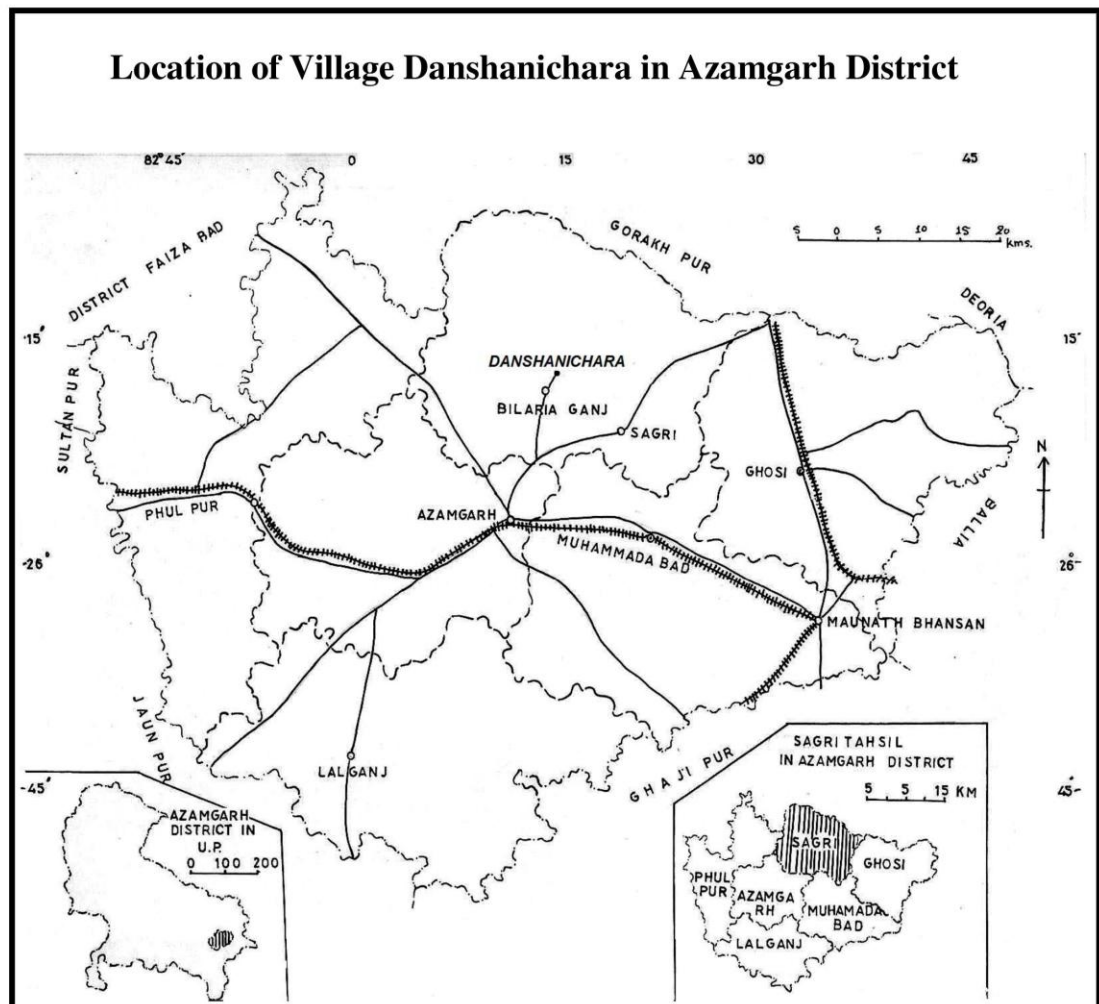 Location of Village Danshanichara in Azamgarh District
82° 45'
0
15
30
45
DISTRICT FAIZA BAD
GORAKH PUR
5 0 5 10 15 20 kms.
DEORIA
-15°
15°
SULTAN PUR
DANSHANICHARA
BILARIA GANJ
SAGRI
GHOSI
N
BALLIA
PHUL PUR
AZAMGARH
MUHAMMADA BAD
-26°
26°
MAUNATH BHANSAN
JAUN PUR
LALGANJ
GHAJI PUR
-45°
45-
AZAMGARH
DISTRICT IN
U.P.
0 100 200
SAGRI TAHSIL
IN AZAMGARH DISTRICT
5 5 15 KM
SAGRI
GHOSI
PHUL
PUR
AZAMGA
RH
MUHAMADA
BAD
LALGANJ